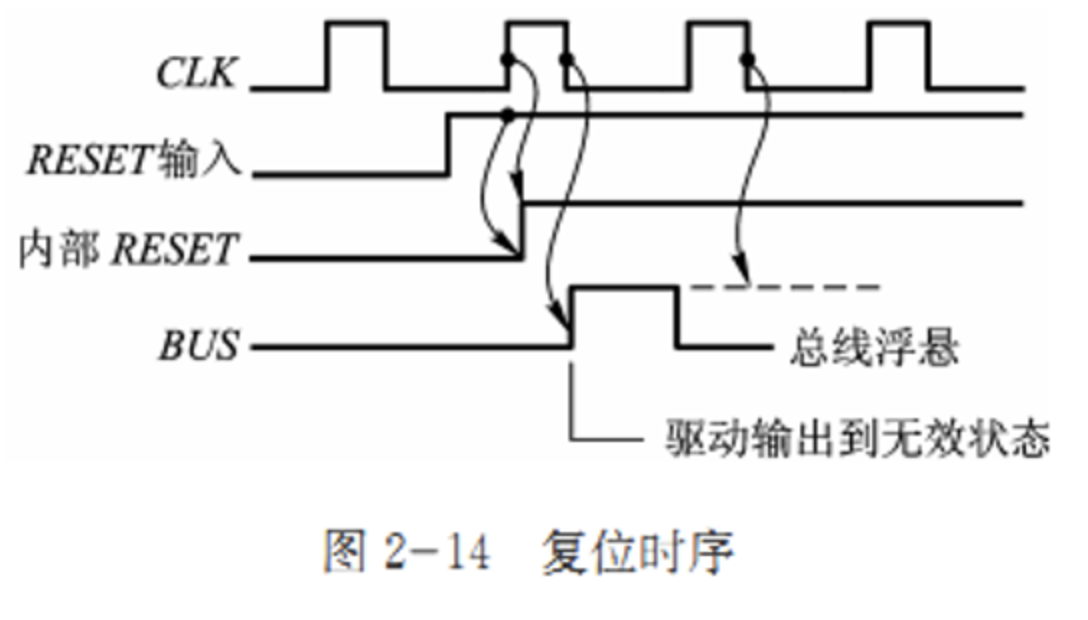 CLK
RESET输入
内部 RESET
BUS
总线浮悬
驱动输出到无效状态
图 2-14 复位时序